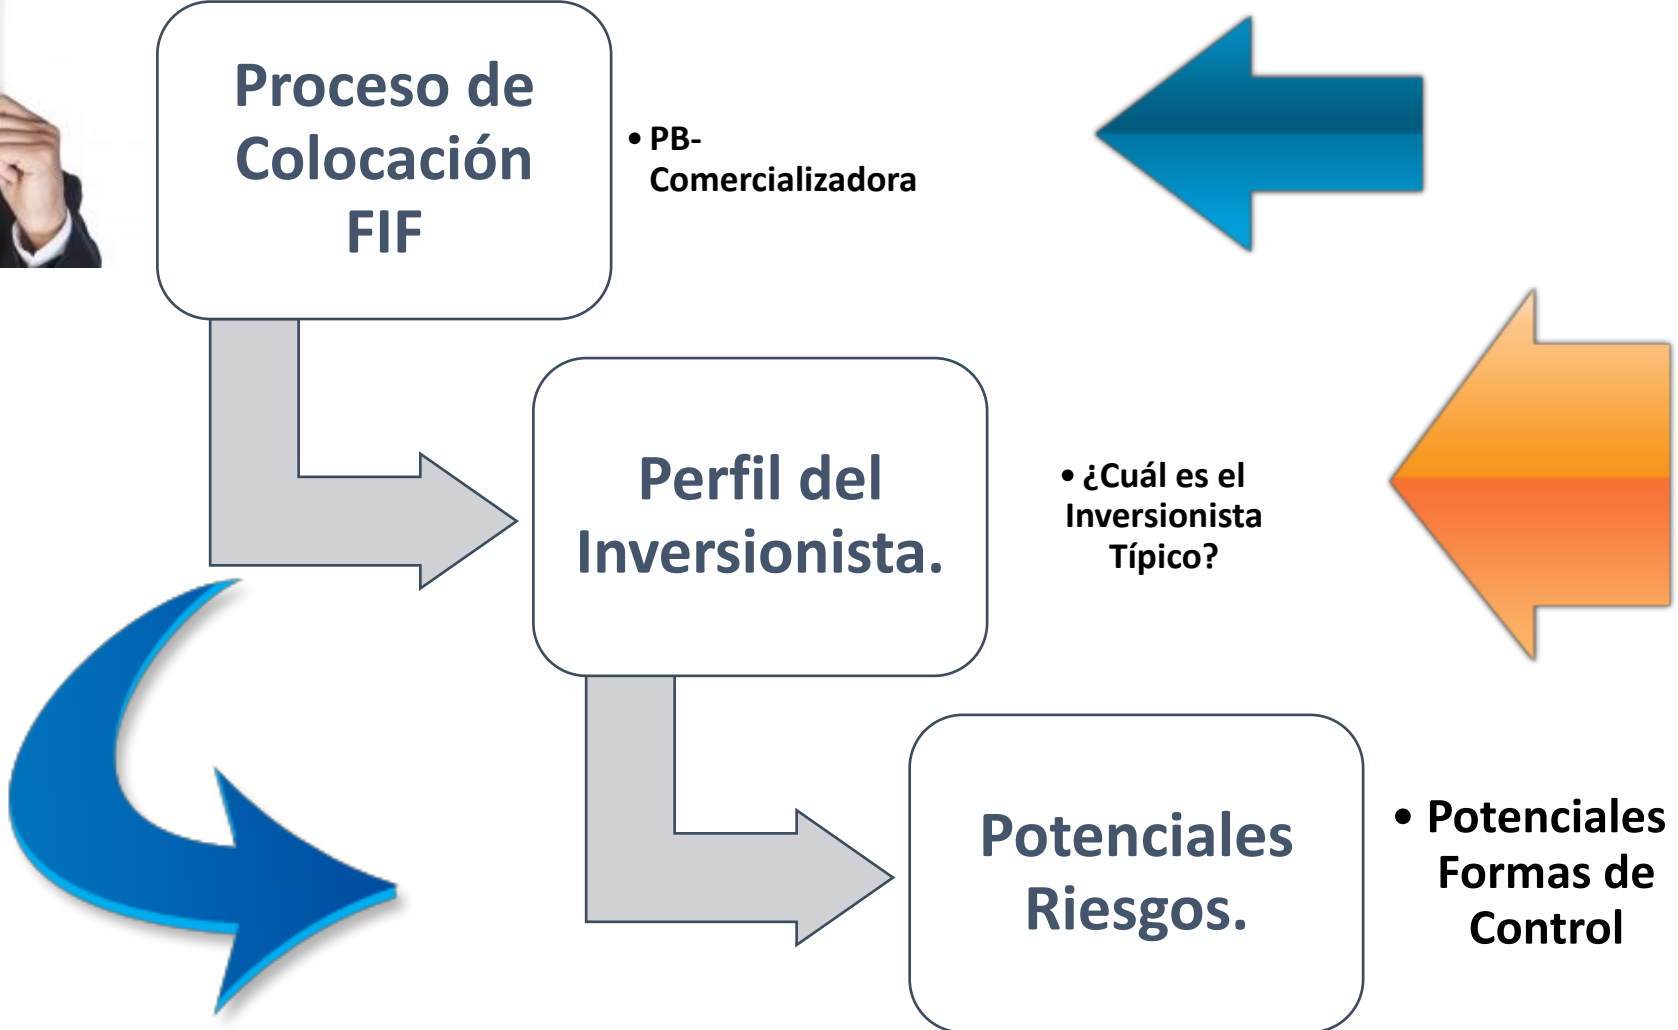 Proceso de
Colocación
FIF
• PB-
Comercializadora
Perfil del
Inversionista.
• ¿Cuál es el
Inversionista
Típico?
Potenciales
Riesgos.
• Potenciales
Formas de
Control